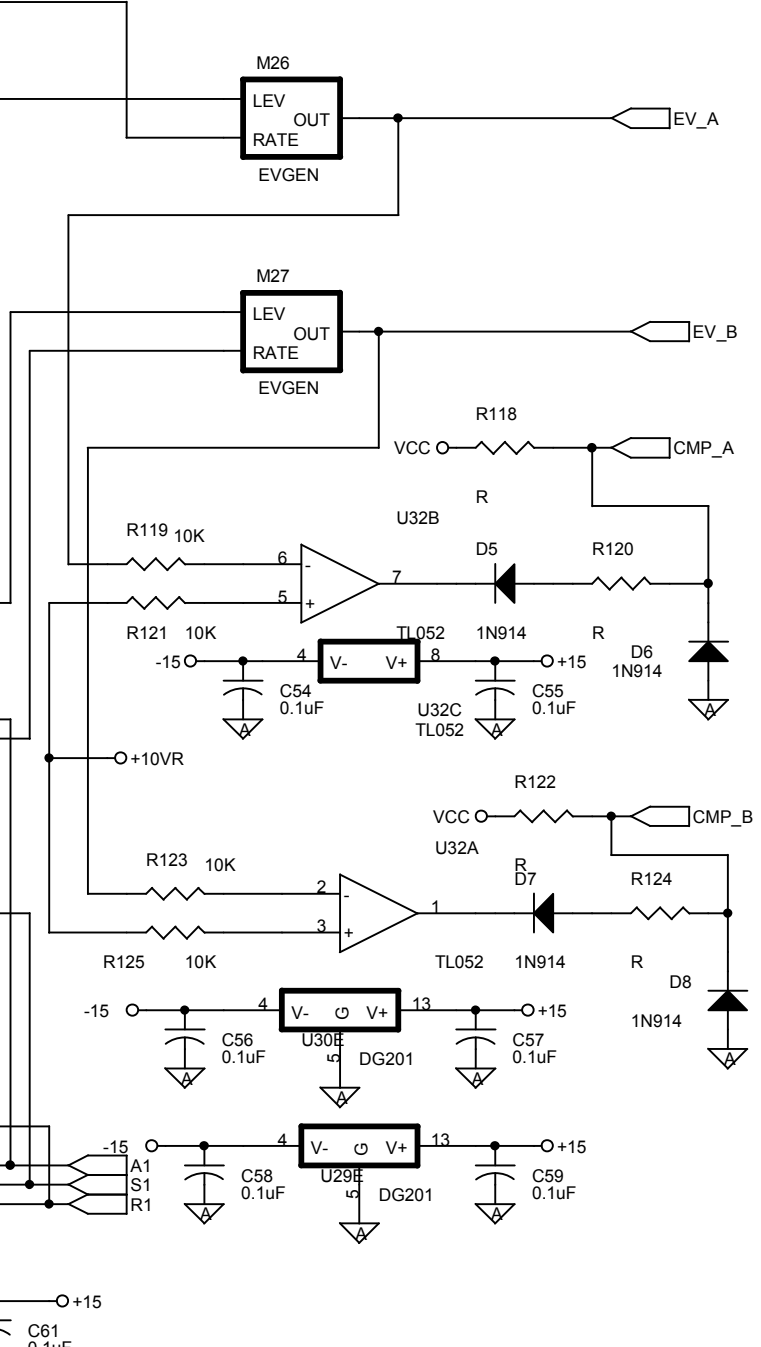 M26
LEV
OUT
RATE
EV_A
EVGEN
M27
LEV
OUT
RATE
EV_B
EVGEN
R118
VCC
CMP_A
R
U32B
R119 10K
6
-
7
5
+
D5
R120
R121 10K
TL052
1N914
R
D6
1N914
-15
4
V- V+
8
+15
C54
0.1uF
C55
0.1uF
U32C
TL052
A
A
A
+10VR
R122
VCC
CMP_B
U32A
R
D7
R124
R123 10K
2
-
1
3
+
R125 10K
TL052
1N914
R
D8
1N914
-15
4
V- G V+
13
+15
C56
0.1uF
U30E
5
DG201
C57
0.1uF
A
A
A
A
-15
4
V- G V+
13
+15
A1
S1
R1
C58
0.1uF
U29E
5
DG201
C59
0.1uF
A
A
A
+15
C61
0.1uF